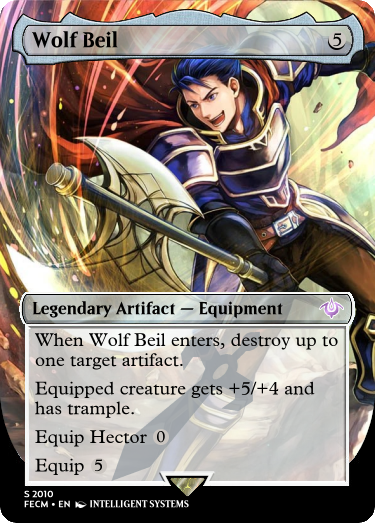 Wolf Beil 5
Legendary Artifact — Equipment
When Wolf Beil enters, destroy up to
one target artifact.
Equipped creature gets +5/+4 and
has trample.
Equip Hector 0
Equip 5
S 2010
FECM • EN INTELLIGENT SYSTEMS